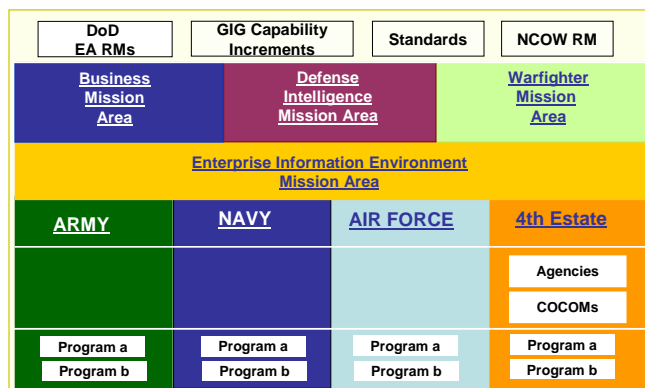 DoD
EA RMs
GIG Capability
Increments
Standards
NCOW RM
Business
Mission
Area
Defense
Intelligence
Mission Area
Warfighter
Mission
Area
Enterprise Information Environment
Mission Area
ARMY
NAVY
AIR FORCE
4th Estate
Agencies
COCOMs
Program a
Program a
Program a
Program a
Program b
Program b
Program b
Program b